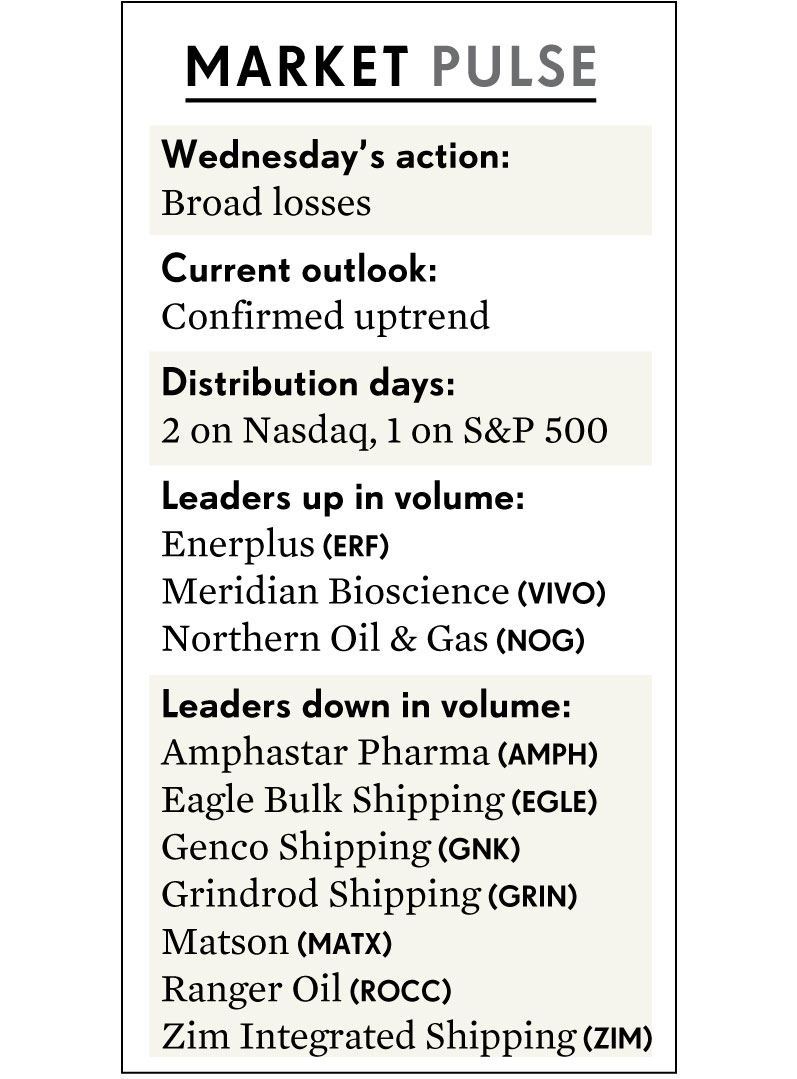 MARKET PULSE
Wednesday’s action:
Broad losses
Current outlook:
Confirmed uptrend
Distribution days:
2 on Nasdaq, 1 on S&P 500
Leaders up in volume:
Enerplus (ERF)
Meridian Bioscience (VIVO)
Northern Oil & Gas (NOG)
Leaders down in volume:
Amphastar Pharma (AMPH)
Eagle Bulk Shipping (EGLE)
Genco Shipping (GNK)
Grindrod Shipping (GRIN)
Matson (MATX)
Ranger Oil (ROCC)
Zim Integrated Shipping (ZIM)